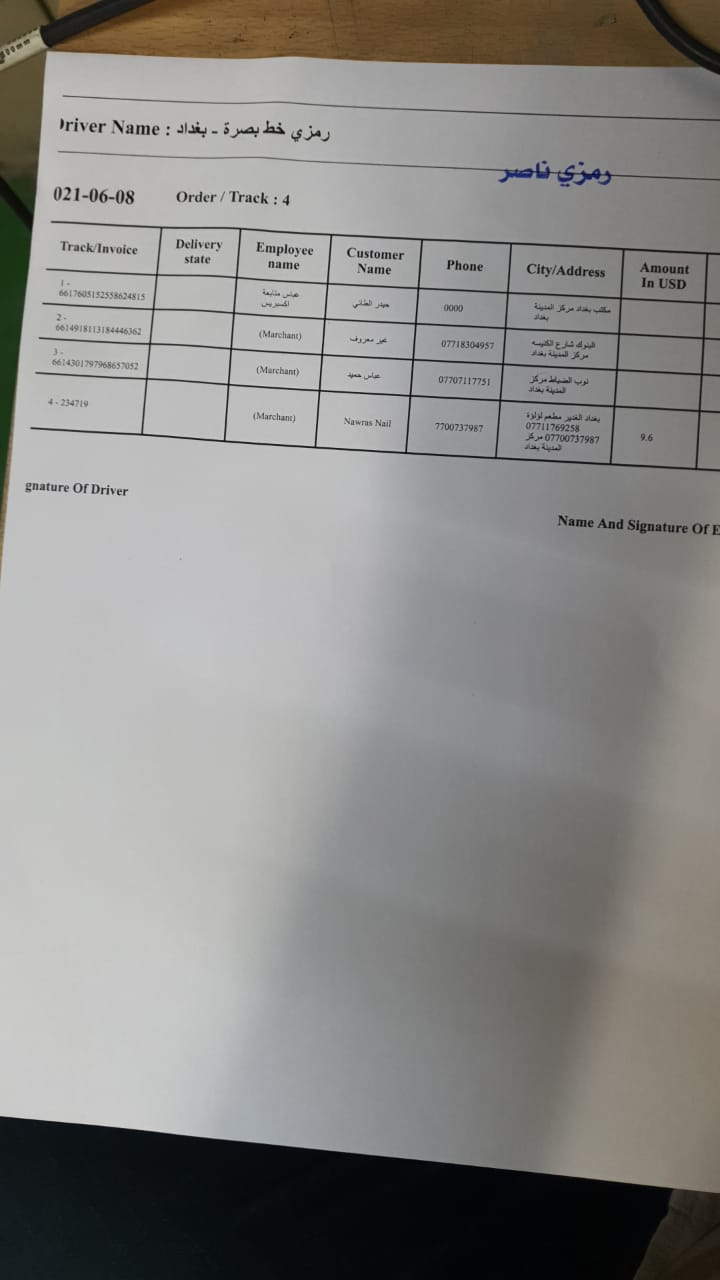 river Name : رمزي خط بصرة - بغداد
رمزي ناصر
021-06-08 Order / Track : 4
Track/Invoice Delivery state Employee name Customer Name Phone City/Address Amount In USD
1 -
6617605152558624815
عباس متابعة
اكسبريس
حيدر الطائي
0000
مكتب بغداد مركز المدينة
بغداد
2 -
6614918113184446362
(Marchant)
غير معروف
07718304957
البنوك شارع الكنيسه
مركز المدينة بغداد
3 -
6614301797968657052
(Marchant)
عباس حميد
07707117751
نوب الضباط مركز
المدينة بغداد
4 - 234719
(Marchant)
Nawras Nail
7700737987
بغداد الغدير مطعم لؤلؤة
07711769258
07700737987 مركز
المدينة بغداد
9.6
gnature Of Driver
Name And Signature Of E